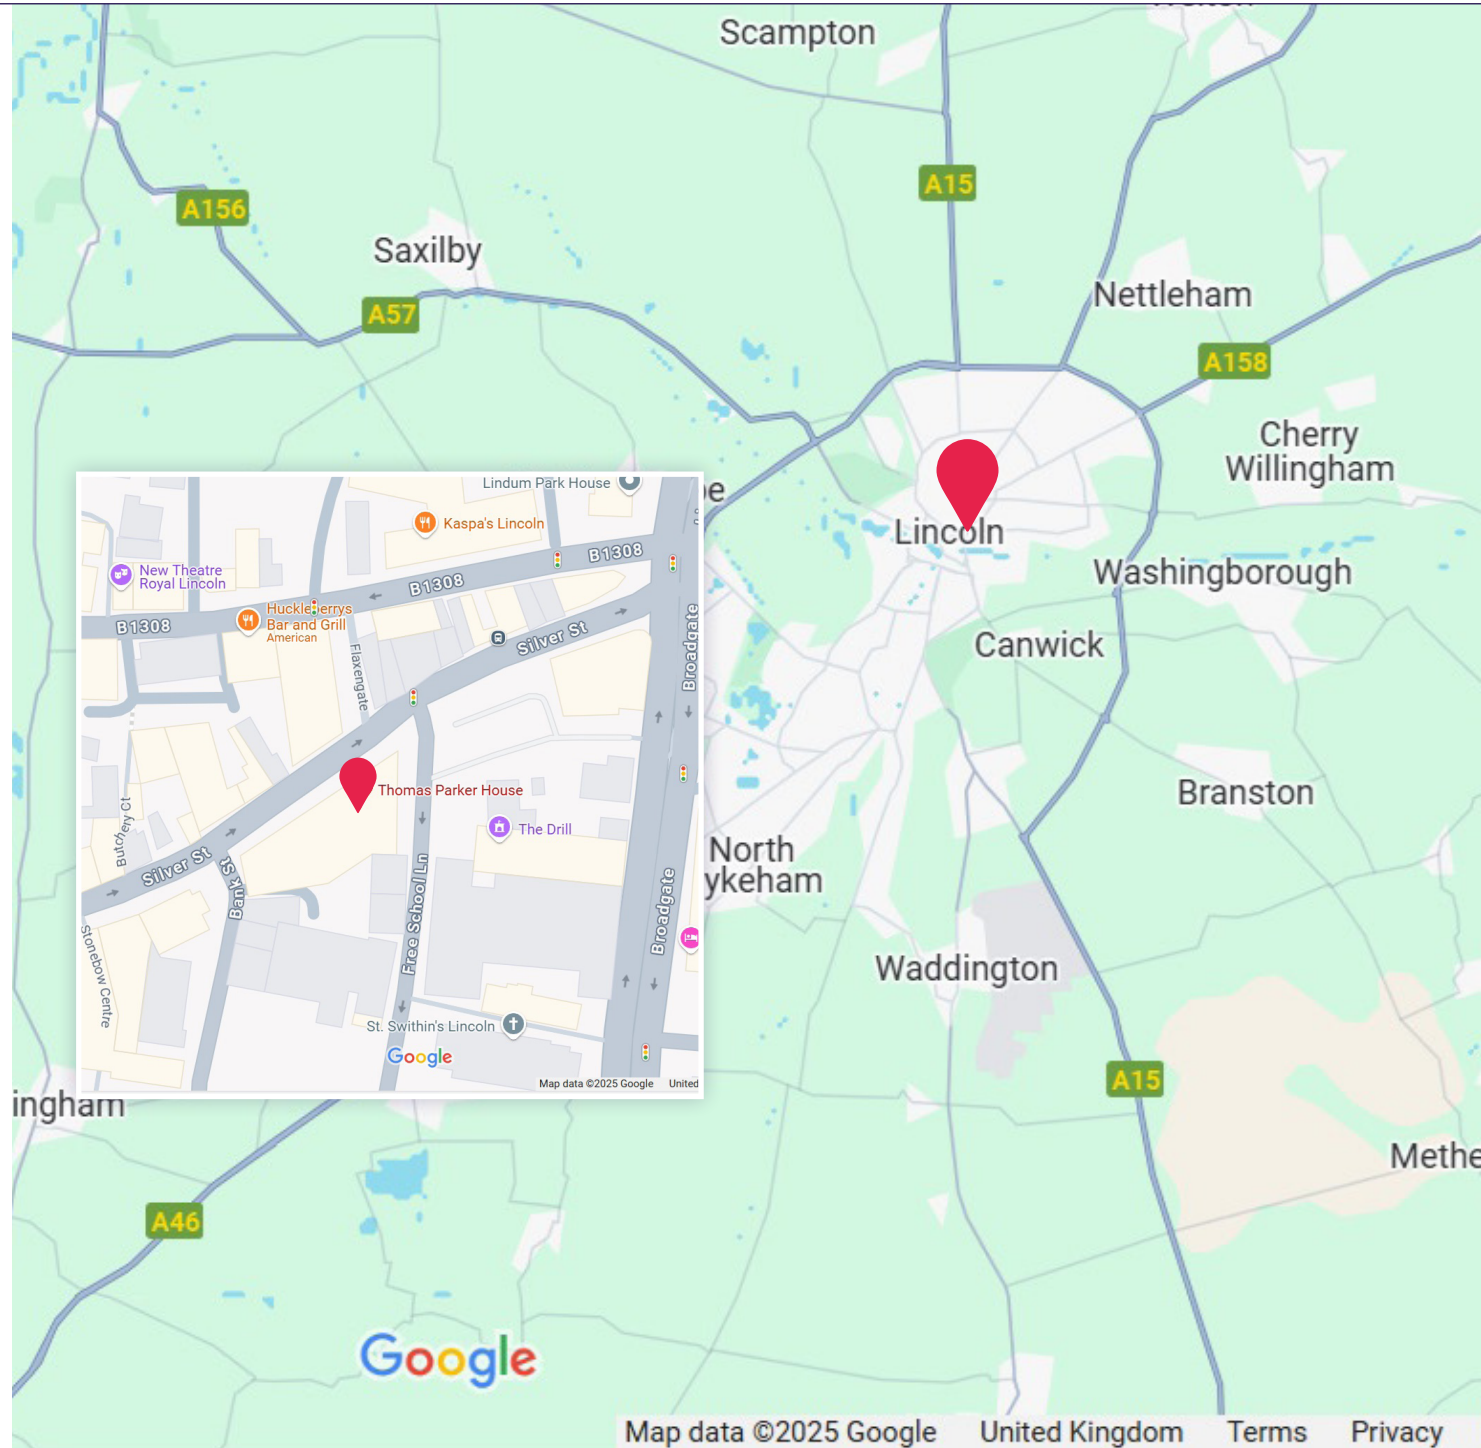 Scampton
A15
A156
Saxilby
Nettleham
A57
A158
Cherry
Willingham
Lincoln
Washingborough
Canwick
Branston
North
Waddington
A15
A46
Google
Map data ©2025 Google United Kingdom Terms Privacy
Lindum Park House
Kaspa's Lincoln
B1308
B1308
New Theatre
Royal Lincoln
Huckleberrys
Bar and Grill
American
B1308
Silver St
Flaxengate
Broadgate
Thomas Parker House
The Drill
Butchery Ct
Silver St
Bank St
Free School Ln
Broadgate
Stonebow Centre
St. Swithin's Lincoln
Google
Map data ©2025 Google United